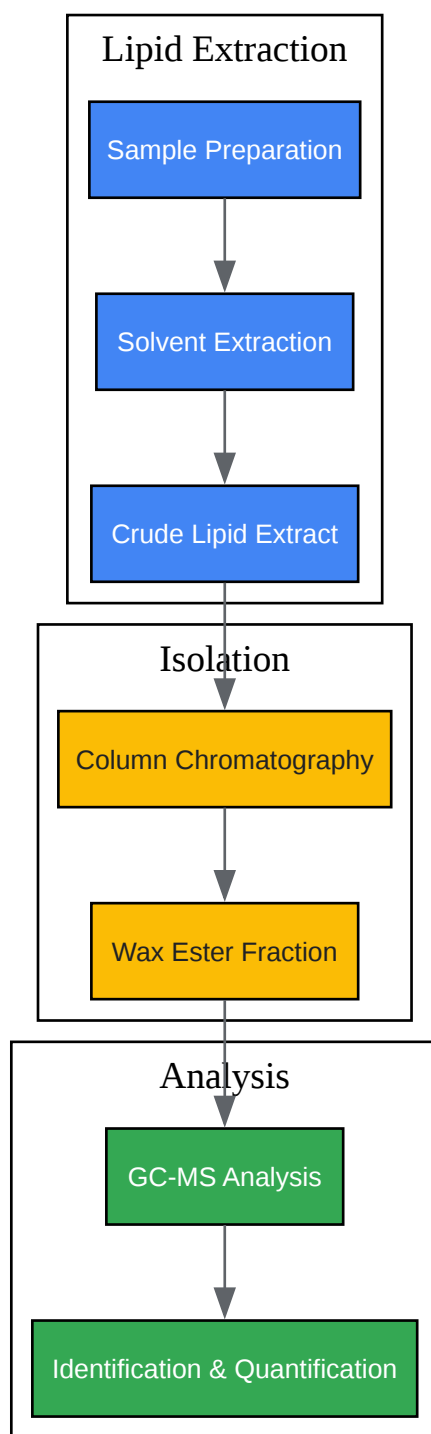 Lipid Extraction
Sample Preparation
Solvent Extraction
Crude Lipid Extract
Isolation
Column Chromatography
Wax Ester Fraction
Analysis
GC-MS Analysis
Identification & Quantification